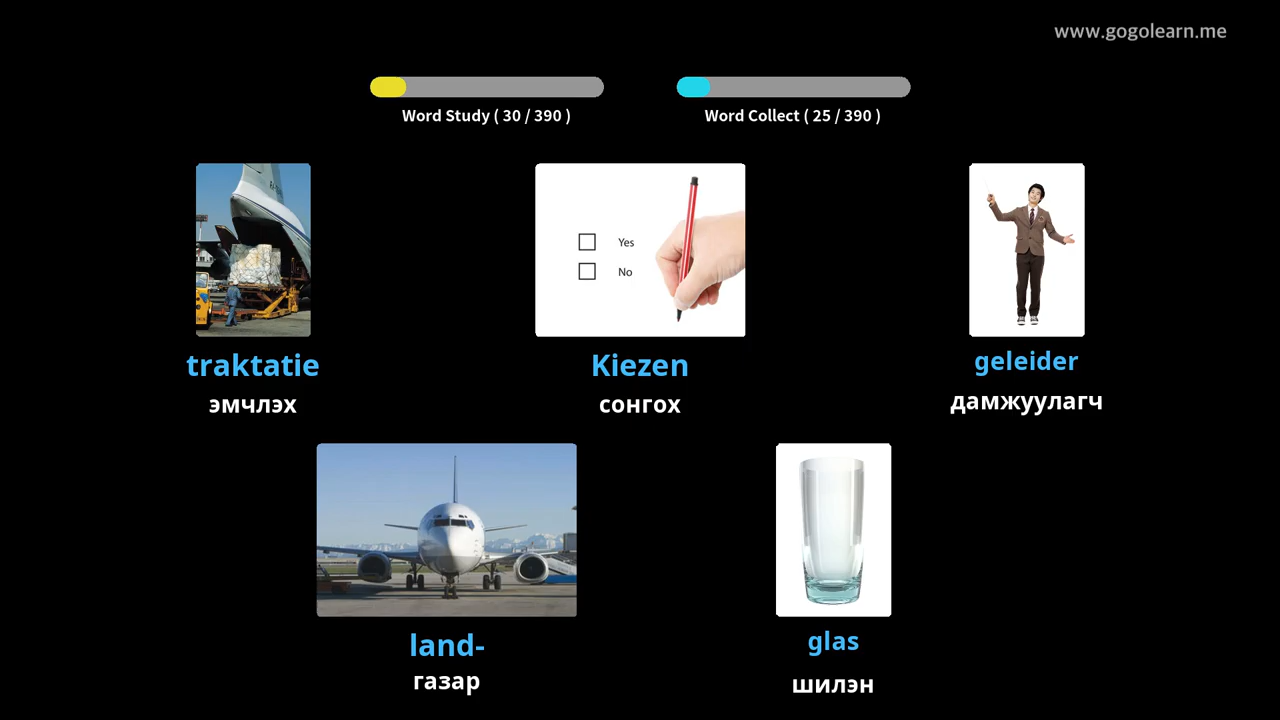 www.gogolearn.me
Word Study ( 30 / 390 )
Word Collect ( 25 / 390 )
Yes
No
traktatie
эмчлэх
Kiezen
сонгох
geleider
дамжуулагч
land-
газар
glas
шилэн